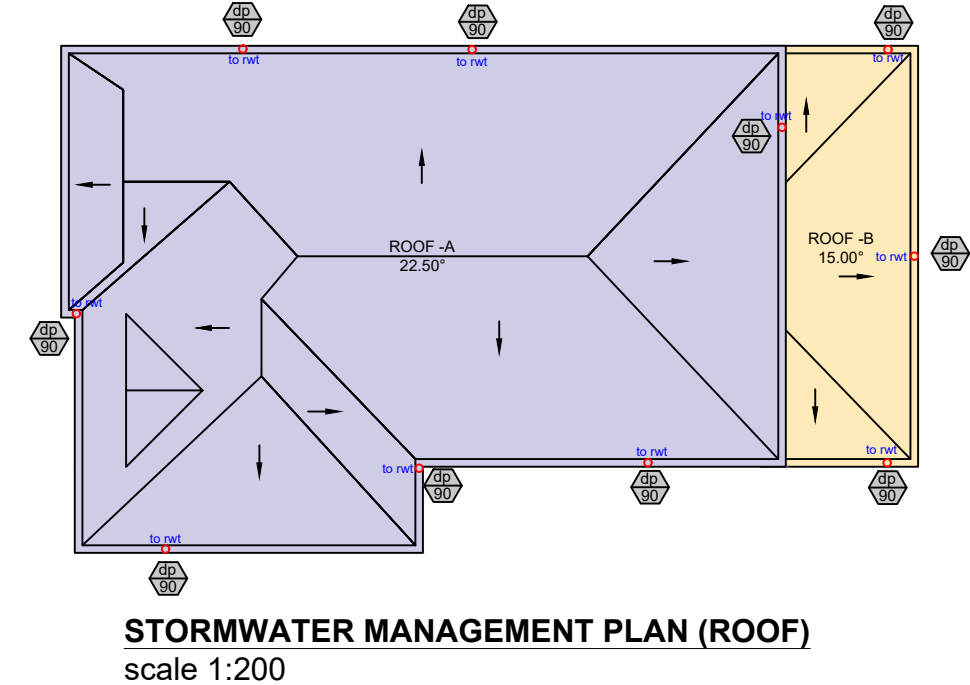 dp
90
dp
90
dp
90
to rwt
to rwt
to rwt
to rwt
dp
90
ROOF -A
22.50°
ROOF -B
15.00°
to rwt
dp
90
to rwt
dp
90
to rwt
dp
90
to rwt
dp
90
to rwt
dp
90
to rwt
dp
90
STORMWATER MANAGEMENT PLAN (ROOF)
scale 1:200